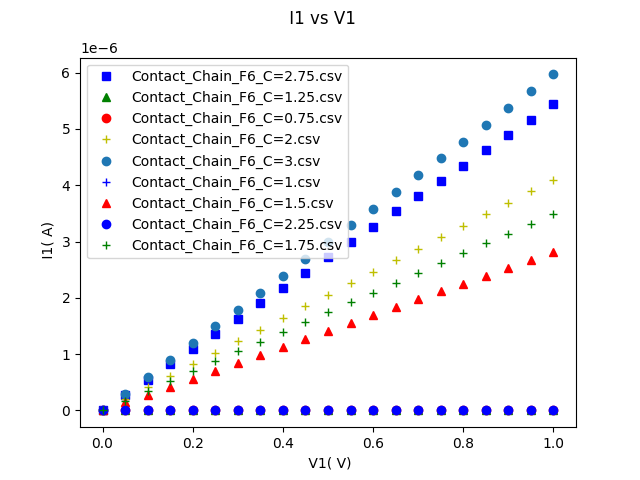 I1 vs V1
1e−6
6
5
4
3
2
1
0
I1( A)
Contact_Chain_F6_C=2.75.csv
Contact_Chain_F6_C=1.25.csv
Contact_Chain_F6_C=0.75.csv
Contact_Chain_F6_C=2.csv
Contact_Chain_F6_C=3.csv
Contact_Chain_F6_C=1.csv
Contact_Chain_F6_C=1.5.csv
Contact_Chain_F6_C=2.25.csv
Contact_Chain_F6_C=1.75.csv
0.0 0.2 0.4 0.6 0.8 1.0
V1( V)